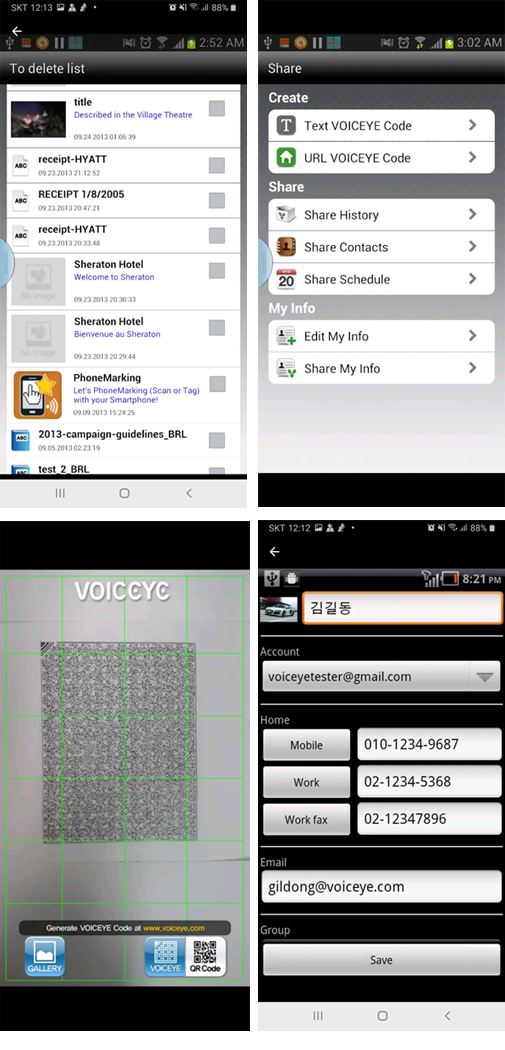 SKT 12:13 88%
2:52 AM
To delete list
title
Described in the Village Theatre
09.24.2013 01:06:39
ABC
receipt-HYATT
09.23.2013 21:12:52
ABC
RECEIPT 1/8/2005
09.23.2013 20:47:21
ABC
receipt-HYATT
09.23.2013 20:33:48
Sheraton Hotel
Welcome to Sheraton
No Image
09.23.2013 20:30:33
Sheraton Hotel
Bienvenue au Sheraton
No Image
09.23.2013 20:29:44
PhoneMarking
Let's PhoneMarking (Scan or Tag)
with your Smartphone!
09.09.2013 15:24:25
ABC
2013-campaign-guidelines_BRL
09.05.2013 02:23:19
ABC
test_2_BRL
3:02 AM
Share
Create
T
Text VOICEYE Code
URL VOICEYE Code
Share
Share History
Share Contacts
20
Share Schedule
My Info
Edit My Info
Share My Info
VOICEYE
Generate VOICEYE Code at www.voiceye.com
GALLERY
VOICEYE
QR Code
SKT 12:12 88%
8:21 PM
김길동
Account
voiceyetester@gmail.com
Home
Mobile 010-1234-9687
Work 02-1234-5368
Work fax 02-12347896
Email
gildong@voiceye.com
Group
Save